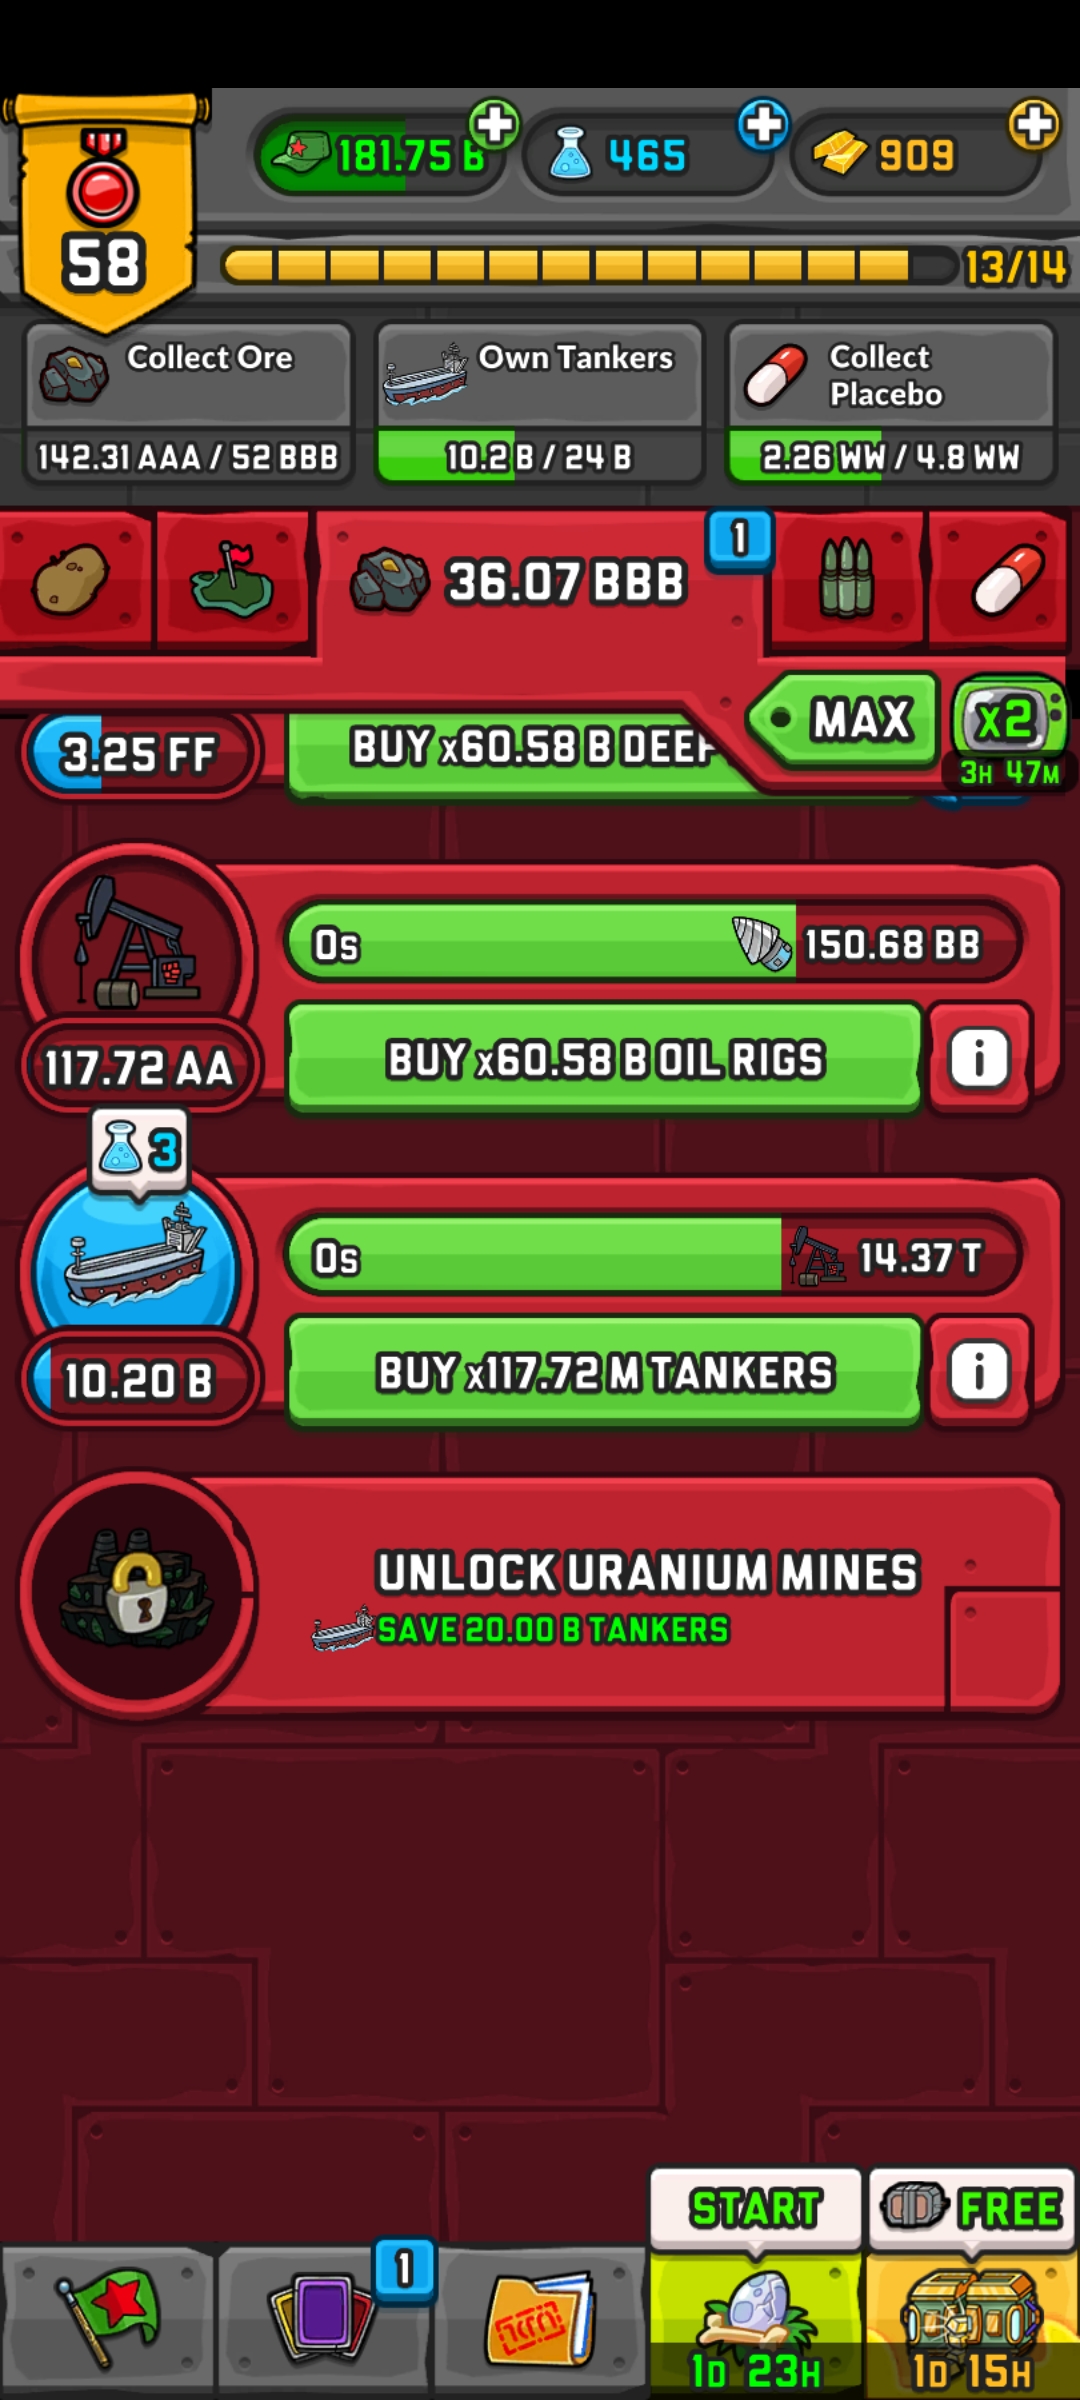 58
181.75 B
465
909
13/14
Collect Ore
142.31 AAA / 52 BBB
Own Tankers
10.2 B / 24 B
Collect
Placebo
2.26 WW / 4.8 WW
36.07 BBB
1
MAX
x2
3H 47M
3.25 FF
BUY x60.58 B DEEP
0s
150.68 BB
117.72 AA
BUY x60.58 B OIL RIGS
i
3
0s
14.37 T
10.20 B
BUY x117.72 M TANKERS
i
UNLOCK URANIUM MINES
SAVE 20.00 B TANKERS
START
FREE
1
1D 23H
1D 15H